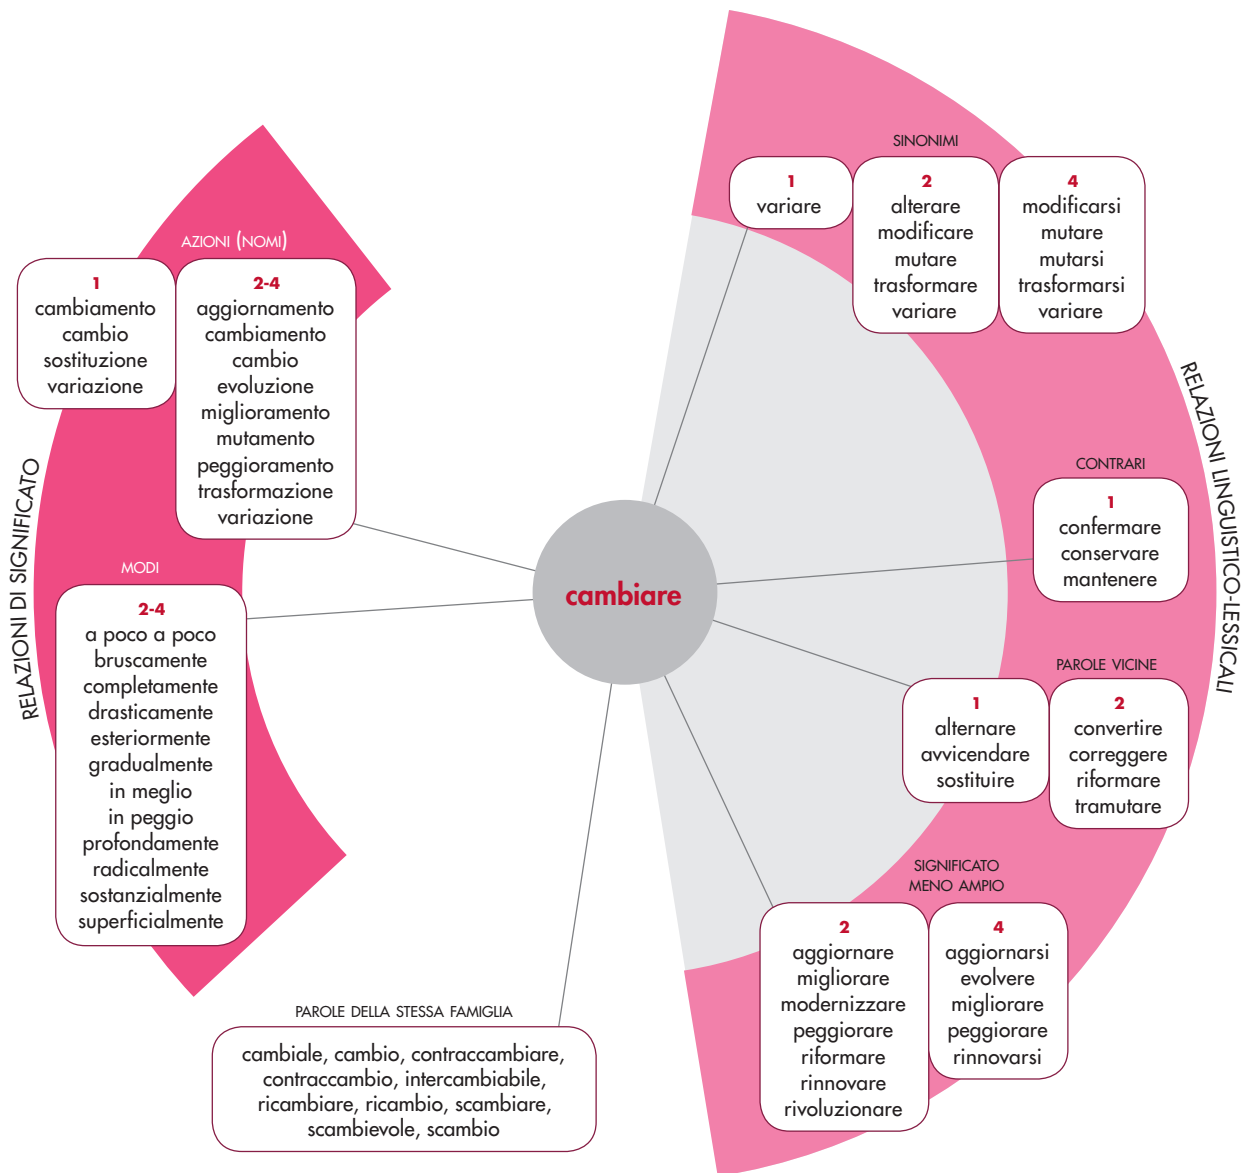 SINONIMI
1
variare
2
alterare
modificare
mutare
trasformare
variare
4
modificarsi
mutare
mutarsi
trasformarsi
variare
AZIONI (NOMI)
1
cambiamento
cambio
sostituzione
variazione
2-4
aggiornamento
cambiamento
cambio
evoluzione
miglioramento
mutamento
peggioramento
trasformazione
variazione
RELAZIONI DI SIGNIFICATO
MODI
2-4
a poco a poco
bruscamente
completamente
drasticamente
esteriormente
gradualmente
in meglio
in peggio
profondamente
radicalmente
sostanzialmente
superficialmente
cambiare
RELAZIONI LINGUISTICO-LESSICALI
CONTRARI
1
confermare
conservare
mantenere
PAROLE VICINE
1
alternare
avvicendare
sostituire
2
convertire
correggere
riformare
tramutare
SIGNIFICATO
MENO AMPIO
2
aggiornare
migliorare
modernizzare
peggiorare
riformare
rinnovare
rivoluzionare
4
aggiornarsi
evolvere
migliorare
peggiorare
rinnovarsi
PAROLE DELLA STESSA FAMIGLIA
cambiale, cambio, contraccambiare,
contraccambio, intercambiabile,
ricambiare, ricambio, scambiare,
scambievole, scambio